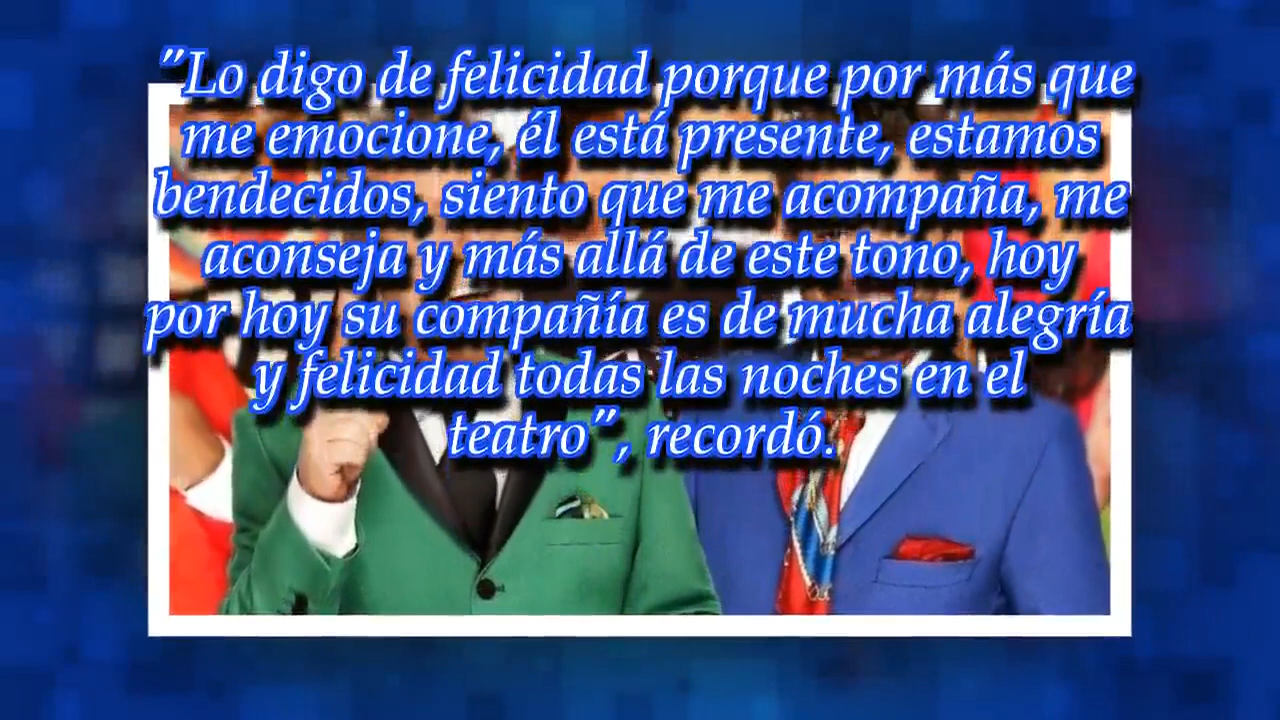 "Lo digo de felicidad porque por más que
me emocione, él está presente, estamos
bendecidos, siento que me acompaña, me
aconseja y más allá de este tono, hoy
por hoy su compañía es de mucha alegría
y felicidad todas las noches en el
teatro", recordó.